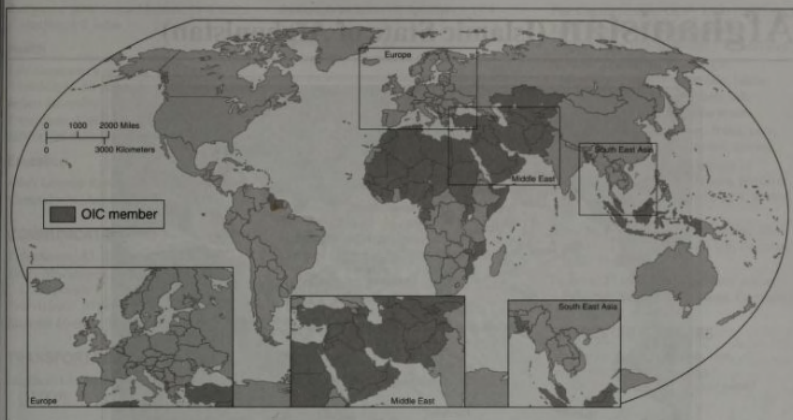 Europe
0 1000 2000 Miles
0 3000 Kilometers
South East Asia
Middle East
OIC member
South East Asia
Europe
Middle East